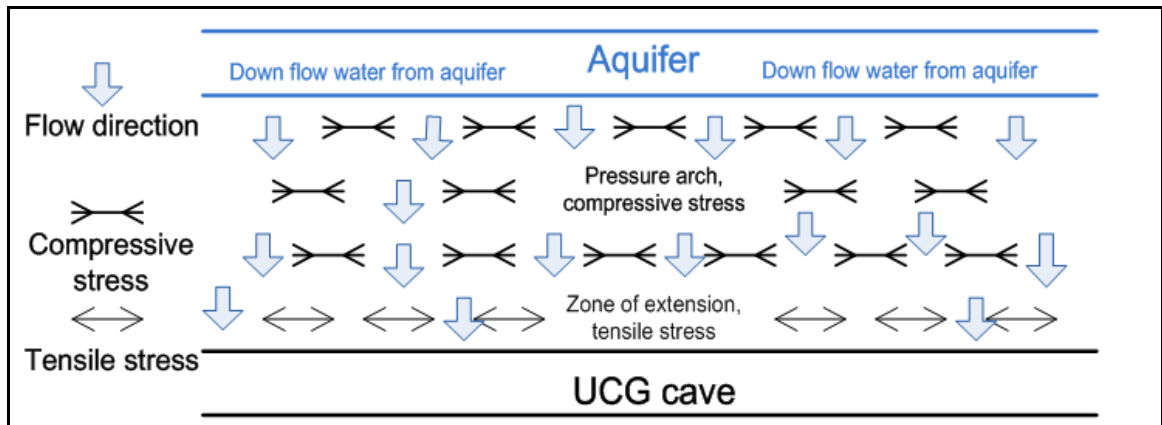 Aquifer
Down flow water from aquifer
Down flow water from aquifer
Flow direction
Pressure arch,
compressive stress
Compressive
stress
Zone of extension,
tensile stress
Tensile stress
UCG cave